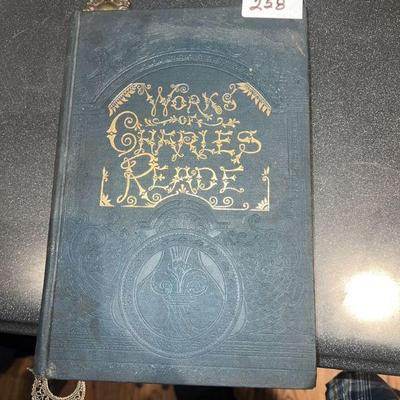 258
WORKS
OF
CHARLES
READE